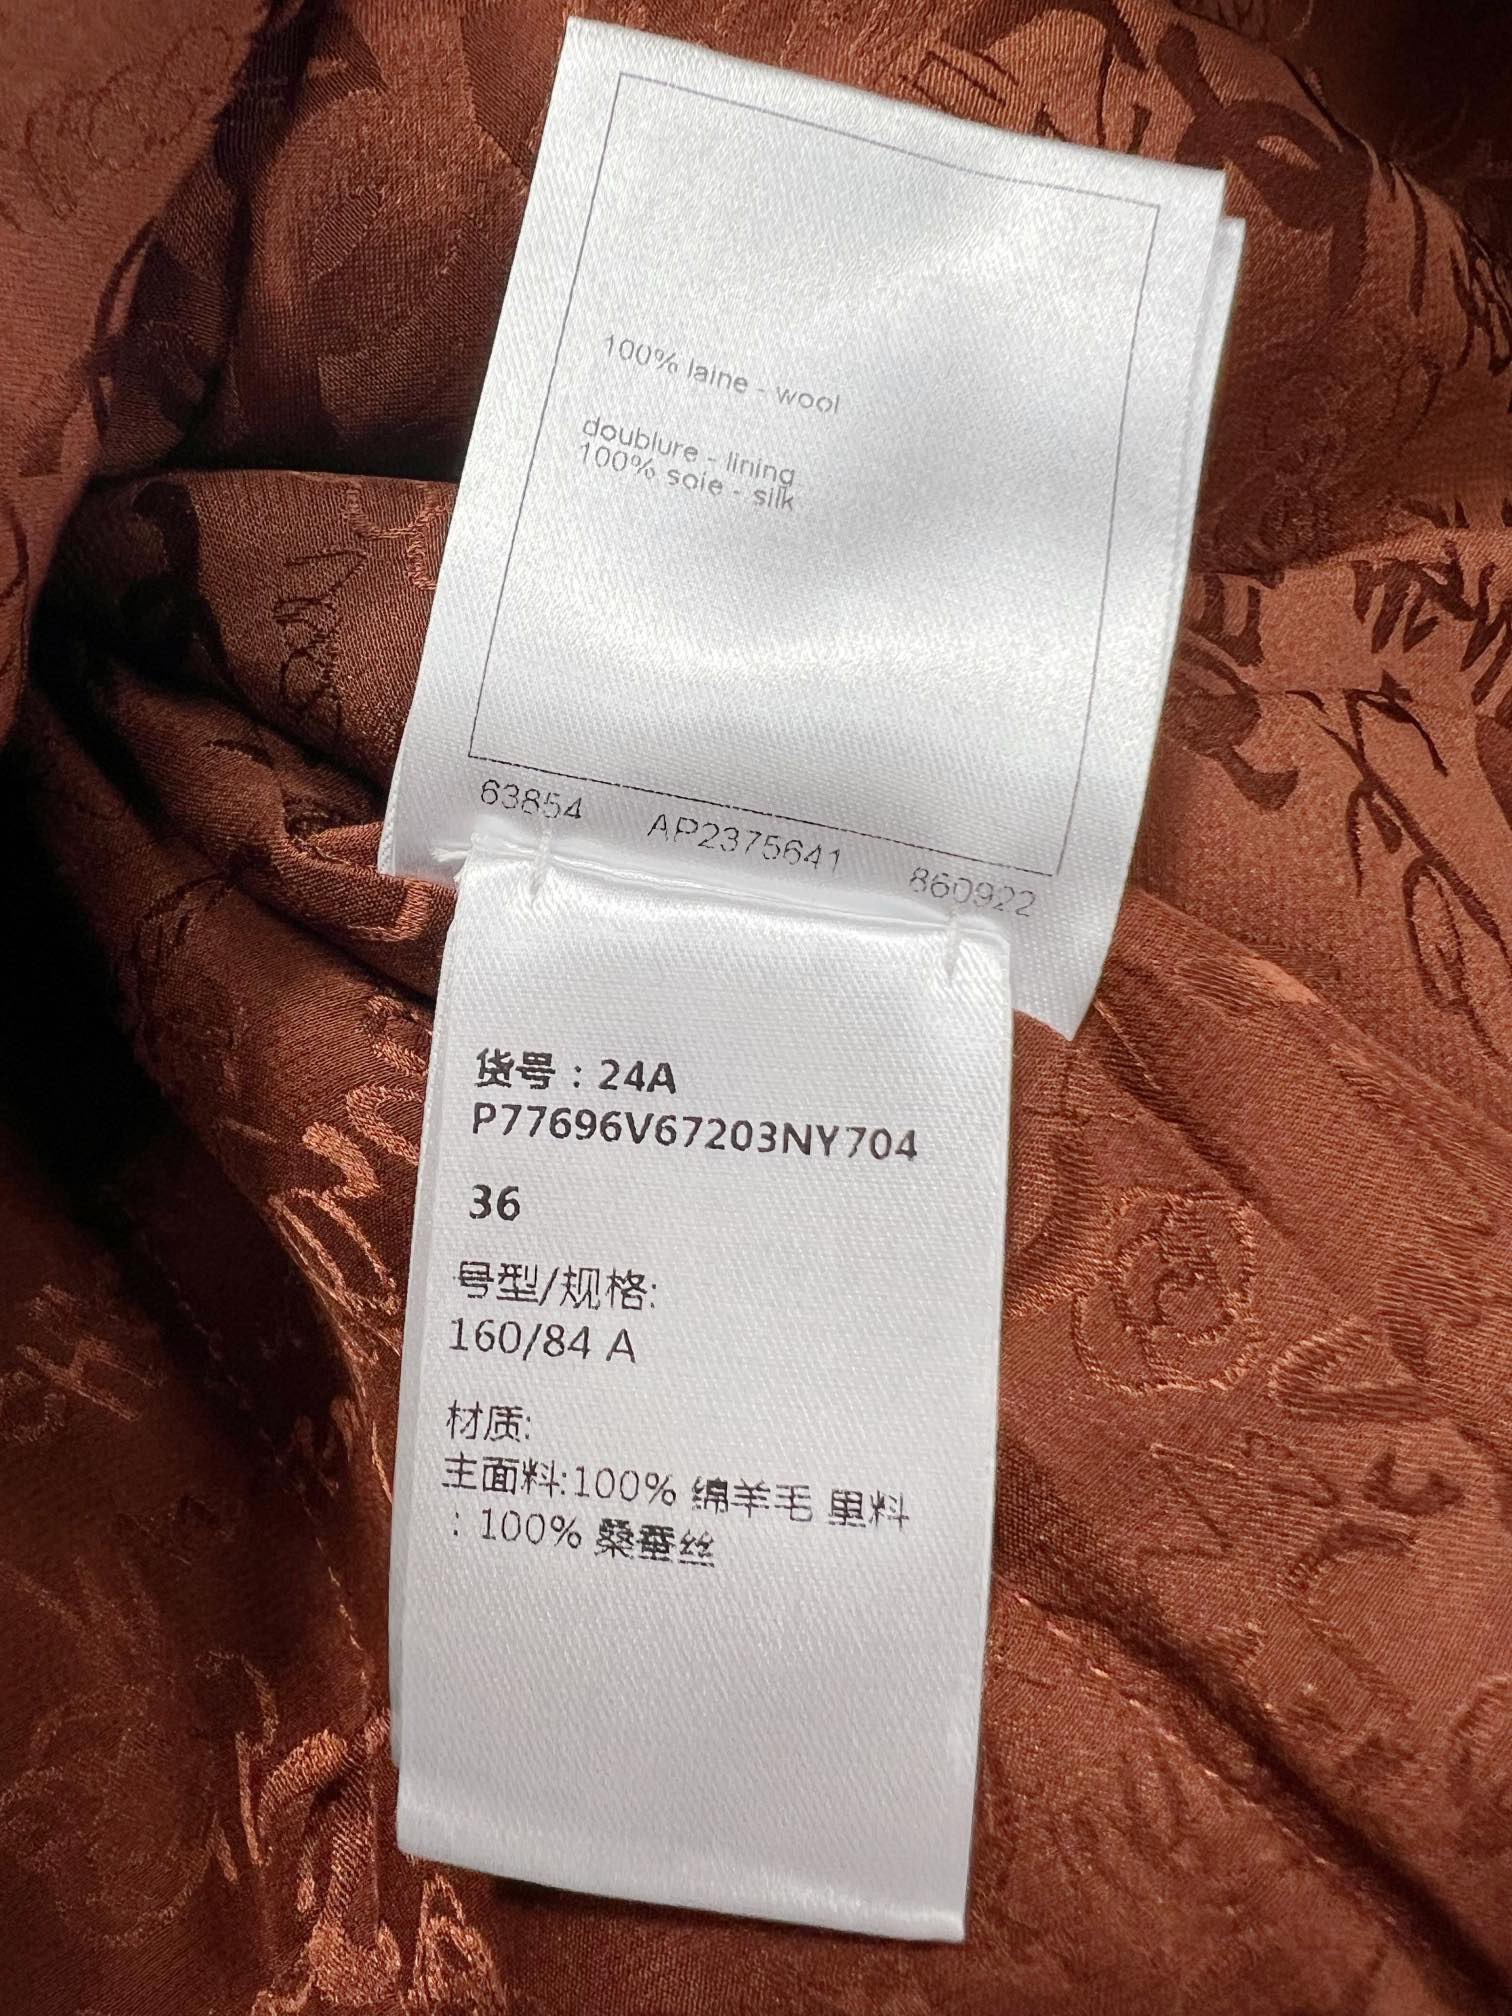 100% laine - wool
doublure - lining
100% soie - silk
63854 AP2375641 860922
货号：24A
P77696V67203NY704
36
号型/规格:
160/84 A
材质:
主面料:100% 绵羊毛 里料
: 100% 桑蚕丝